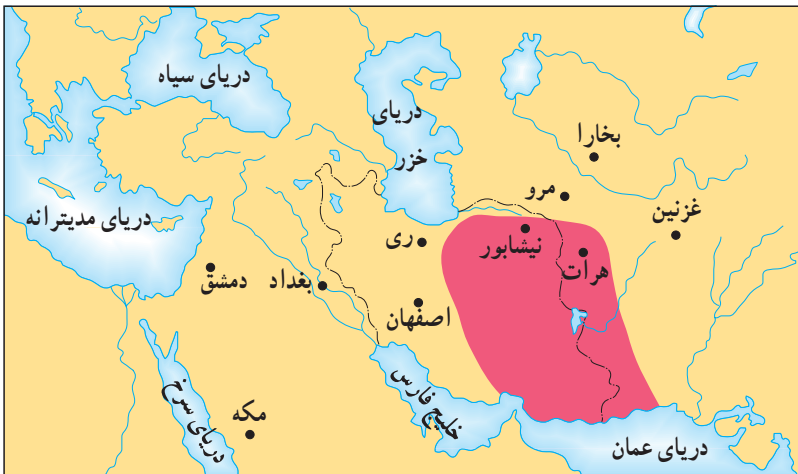 دریای سیاه
دریای
خزر
بخارا
مرو
غزنین
دریای مدیترانه
ری
نیشابور
هرات
دمشق
بغداد
اصفهان
خلیج فارس
دریای سرخ
مکه
دریای عمان